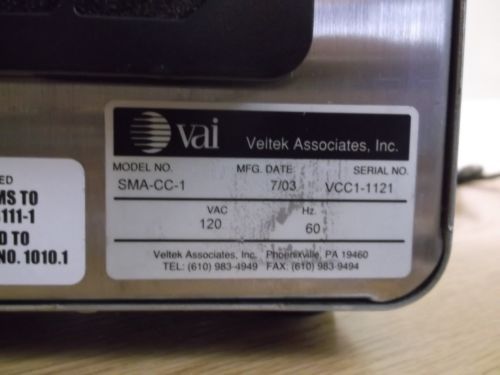 vai Veltek Associates, Inc.
MODEL NO. MFG. DATE SERIAL NO.
SMA-CC-1 7/03 VCC1-1121
VAC Hz.
120 60
Veltek Associates, Inc. Phoenixville, PA 19460
TEL: (610) 983-4949 FAX: (610) 983-9494
ED
MS TO
111-1
D TO
NO. 1010.1